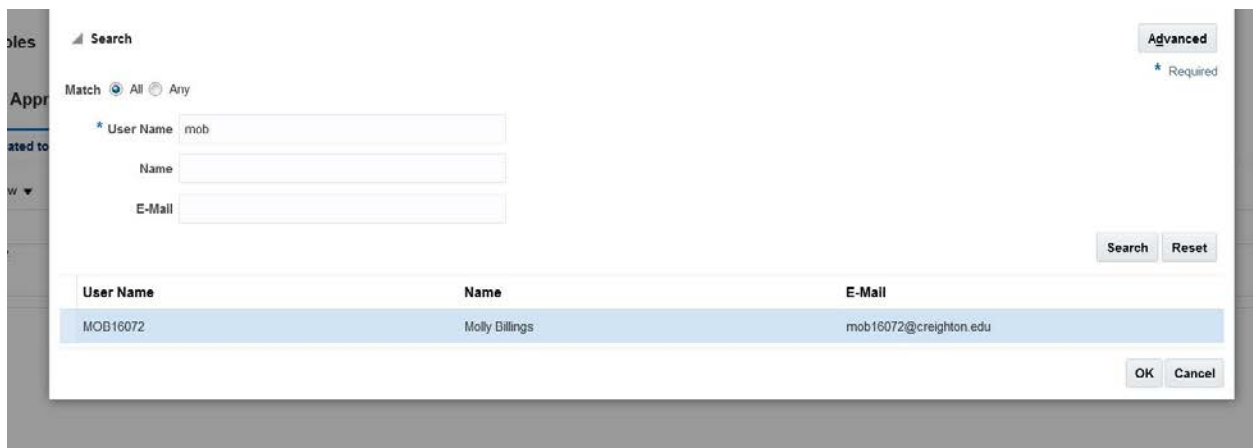 oles
Search
Advanced
* Required
Appr
Match All Any
* User Name mob
ated to
Name
w
E-Mail
Search Reset
User Name Name E-Mail
MOB16072 Molly Billings mob16072@creighton.edu
OK Cancel